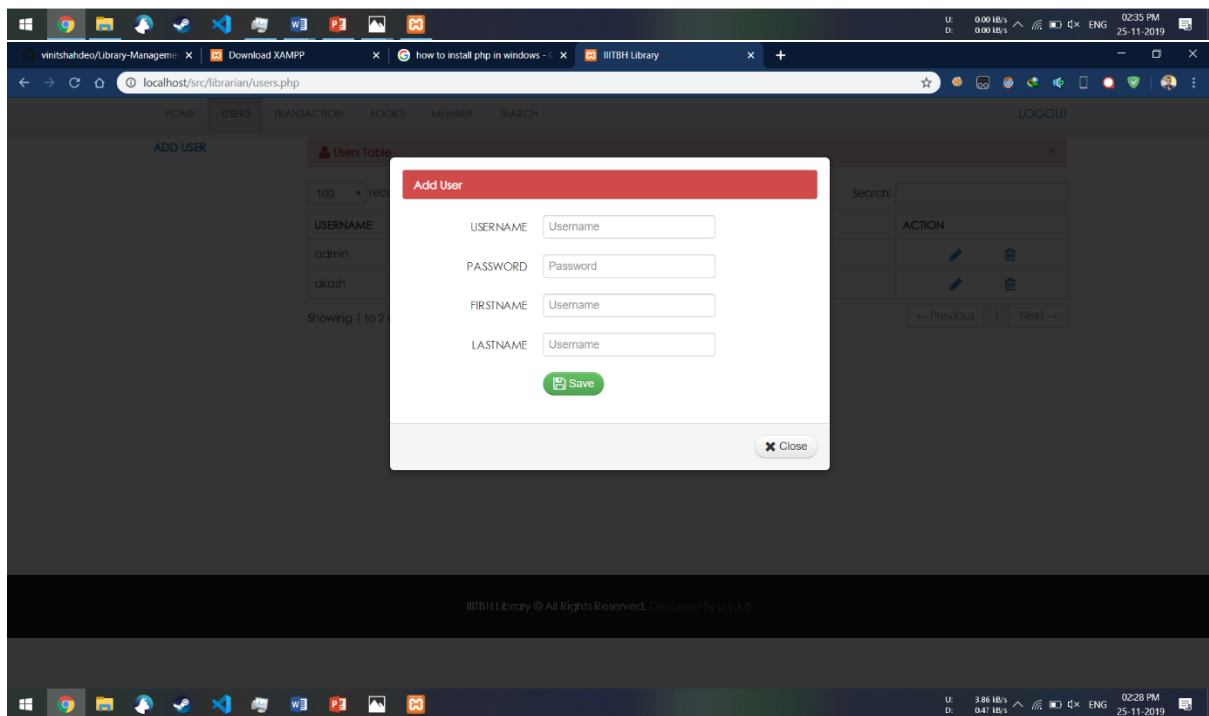 U: 0.00 kB/s
D: 0.00 kB/s
ENG
02:35 PM
25-11-2019
vinitshahdeo/Library-Manageme
Download XAMPP
how to install php in windows -
IIITBH Library
localhost/src/librarian/users.php
HOME USERS TRANSACTION BOOKS MEMBER SEARCH LOGOUT
ADD USER
Users Table
×
100
Search:
USERNAME
ACTION
admin
akash
Showing 1 to 2
← Previous 1 Next →
Add User
USERNAME Username
PASSWORD Password
FIRSTNAME Username
LASTNAME Username
Save
Close
IIITBH Library © All Rights Reserved. Designed By
U: 3.86 kB/s
D: 0.47 kB/s
ENG
02:28 PM
25-11-2019